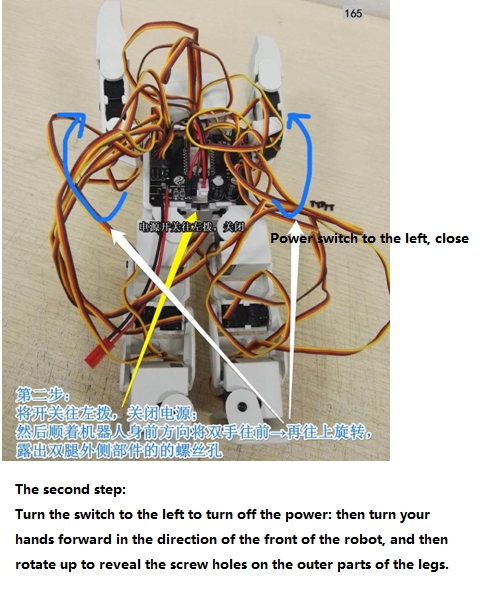 165
电源开关往左拨，关闭
Power switch to the left, close
第二步：
将开关往左拨，关闭电源；
然后顺着机器人身前方向将双手往前→再往上旋转，
露出双腿外侧部件的的螺丝孔
The second step:
Turn the switch to the left to turn off the power: then turn your
hands forward in the direction of the front of the robot, and then
rotate up to reveal the screw holes on the outer parts of the legs.